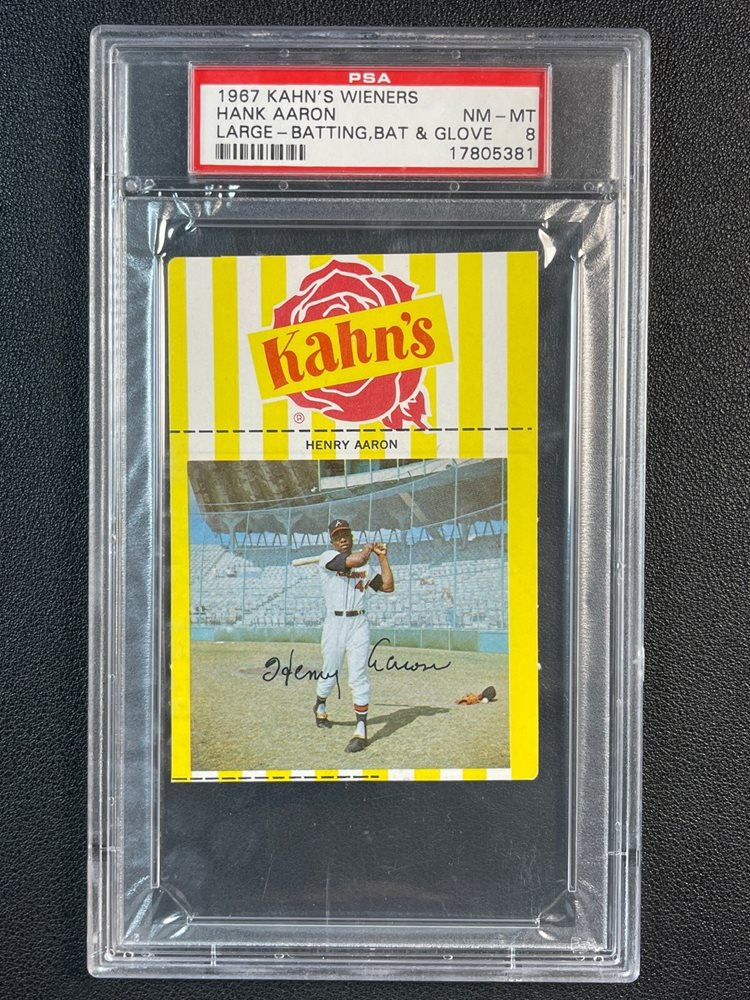 PSA
1967 KAHN'S WIENERS
HANK AARON NM-MT
LARGE-BATTING,BAT & GLOVE 8
17805381
Kahn's
®
HENRY AARON
Henry Aaron